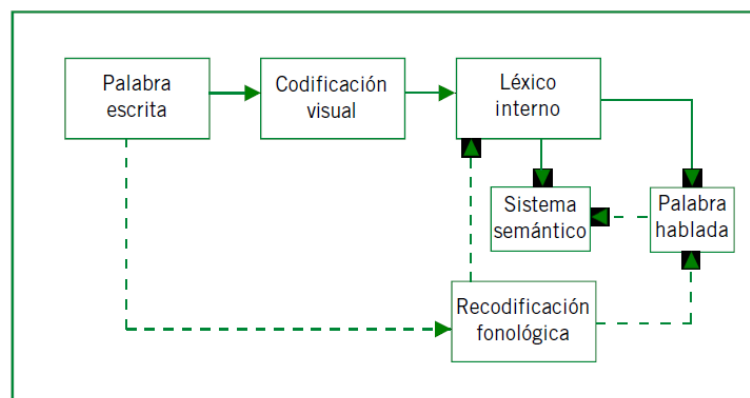 Palabra
escrita
Codificación
visual
Léxico
interno
Sistema
semántico
Palabra
hablada
Recodificación
fonológica